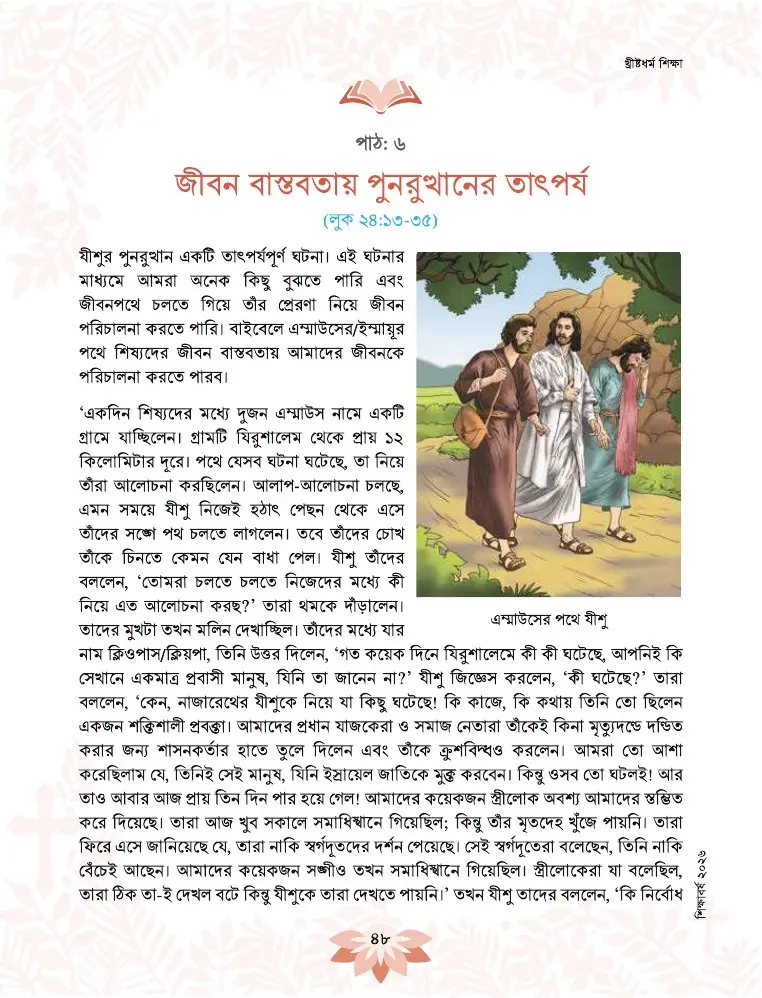 খ্রীষ্টধর্ম শিক্ষা
পাঠ: ৬
জীবন বাস্তবতায় পুনরুত্থানের তাৎপর্য
(লুক ২৪:১৩-৩৫)
যীশুর পুনরুত্থান একটি তাৎপর্যপূর্ণ ঘটনা। এই ঘটনার
মাধ্যমে আমরা অনেক কিছু বুঝতে পারি এবং
জীবনপথে চলতে গিয়ে তাঁর প্রেরণা নিয়ে জীবন
পরিচালনা করতে পারি। বাইবেলে এম্মাউসের/ইম্মায়ূর
পথে শিষ্যদের জীবন বাস্তবতায় আমাদের জীবনকে
পরিচালনা করতে পারব।
‘একদিন শিষ্যদের মধ্যে দুজন এম্মাউস নামে একটি
গ্রামে যাচ্ছিলেন। গ্রামটি যিরুশালেম থেকে প্রায় ১২
কিলোমিটার দূরে। পথে যেসব ঘটনা ঘটেছে, তা নিয়ে
তাঁরা আলোচনা করছিলেন। আলাপ-আলোচনা চলছে,
এমন সময়ে যীশু নিজেই হঠাৎ পেছন থেকে এসে
তাঁদের সঙ্গে পথ চলতে লাগলেন। তবে তাঁদের চোখ
তাঁকে চিনতে কেমন যেন বাধা পেল। যীশু তাঁদের
বললেন, ‘তোমরা চলতে চলতে নিজেদের মধ্যে কী
নিয়ে এত আলোচনা করছ?’ তারা থমকে দাঁড়ালেন।
তাদের মুখটা তখন মলিন দেখাচ্ছিল। তাঁদের মধ্যে যার
এম্মাউসের পথে যীশু
নাম ক্লিওপাস/ক্লিয়পা, তিনি উত্তর দিলেন, ‘গত কয়েক দিনে যিরুশালেমে কী কী ঘটেছে, আপনিই কি
সেখানে একমাত্র প্রবাসী মানুষ, যিনি তা জানেন না?’ যীশু জিজ্ঞেস করলেন, ‘কী ঘটেছে?’ তারা
বললেন, ‘কেন, নাজারেথের যীশুকে নিয়ে যা কিছু ঘটেছে! কি কাজে, কি কথায় তিনি তো ছিলেন
একজন শক্তিশালী প্রবক্তা। আমাদের প্রধান যাজকেরা ও সমাজ নেতারা তাঁকেই কিনা মৃত্যুদন্ডে দন্ডিত
করার জন্য শাসনকর্তার হাতে তুলে দিলেন এবং তাঁকে ক্রুশবিদ্ধও করলেন। আমরা তো আশা
করেছিলাম যে, তিনিই সেই মানুষ, যিনি ইস্রায়েল জাতিকে মুক্ত করবেন। কিন্তু ওসব তো ঘটলই! আর
তাও আবার আজ প্রায় তিন দিন পার হয়ে গেল! আমাদের কয়েকজন স্ত্রীলোক অবশ্য আমাদের স্তম্ভিত
করে দিয়েছে। তারা আজ খুব সকালে সমাধিস্থানে গিয়েছিল; কিন্তু তাঁর মৃতদেহ খুঁজে পায়নি। তারা
ফিরে এসে জানিয়েছে যে, তারা নাকি স্বর্গদূতদের দর্শন পেয়েছে। সেই স্বর্গদূতেরা বলেছেন, তিনি নাকি
বেঁচেই আছেন। আমাদের কয়েকজন সঙ্গীও তখন সমাধিস্থানে গিয়েছিল। স্ত্রীলোকেরা যা বলেছিল,
তারা ঠিক তা-ই দেখল বটে কিন্তু যীশুকে তারা দেখতে পায়নি।’ তখন যীশু তাদের বললেন, ‘কি নির্বোধ
শিক্ষাবর্ষ ২০২৬
৪৮